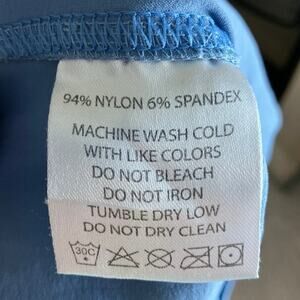 94% NYLON 6% SPANDEX
MACHINE WASH COLD
WITH LIKE COLORS
DO NOT BLEACH
DO NOT IRON
TUMBLE DRY LOW
DO NOT DRY CLEAN
30C